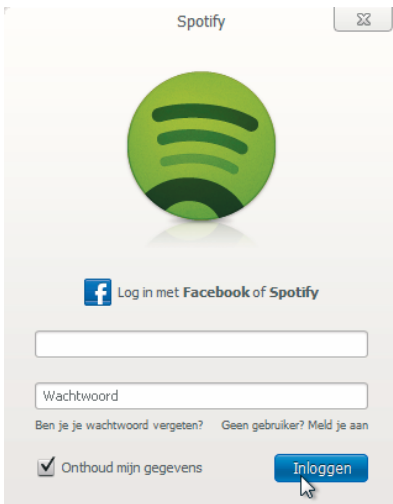 Spotify
Log in met Facebook of Spotify
Wachtwoord
Ben je je wachtwoord vergeten? Geen gebruiker? Meld je aan
Onthoud mijn gegevens Inloggen